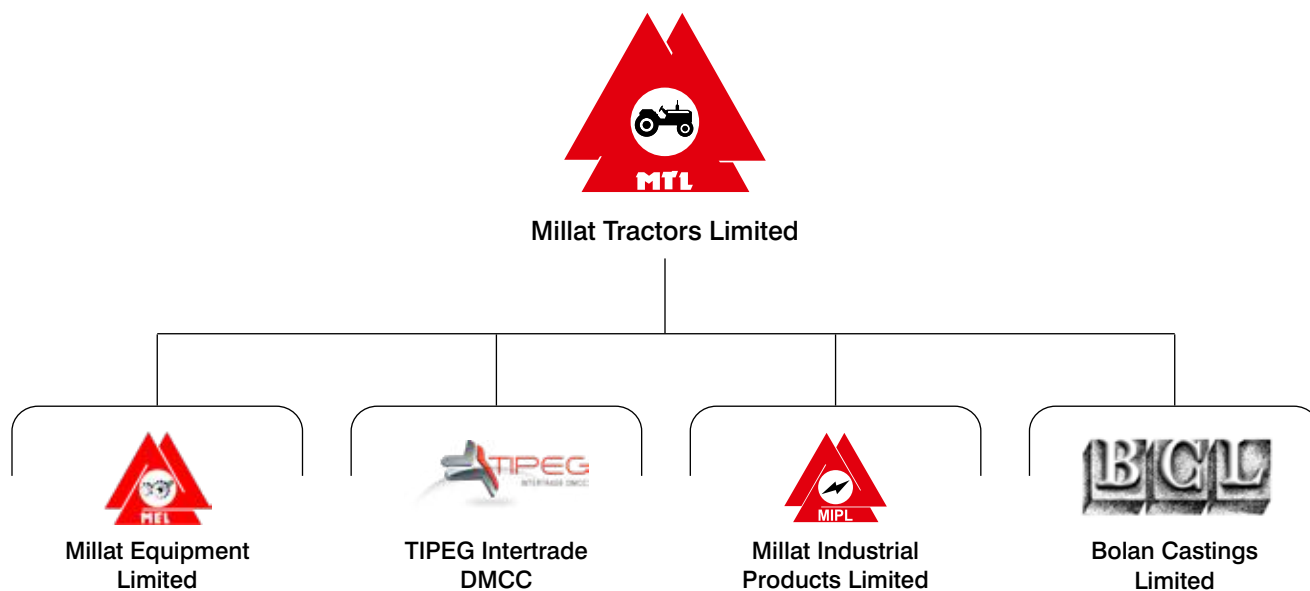 MTL
Millat Tractors Limited
MEL
Millat Equipment
Limited
TIPEG
INTERTRADE DMCC
TIPEG Intertrade
DMCC
MIPL
Millat Industrial
Products Limited
BCL
Bolan Castings
Limited